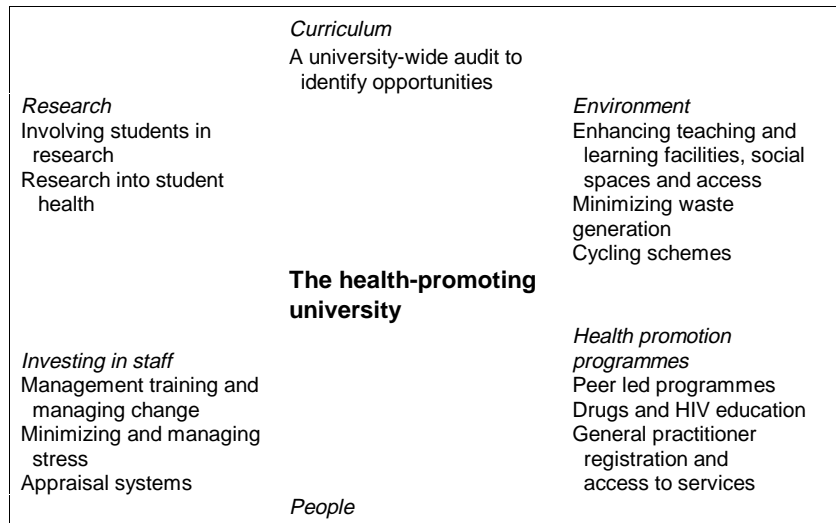 Curriculum
A university-wide audit to
identify opportunities
Research
Involving students in
research
Research into student
health
Environment
Enhancing teaching and
learning facilities, social
spaces and access
Minimizing waste
generation
Cycling schemes
The health-promoting
university
Investing in staff
Management training and
managing change
Minimizing and managing
stress
Appraisal systems
Health promotion
programmes
Peer led programmes
Drugs and HIV education
General practitioner
registration and
access to services
People